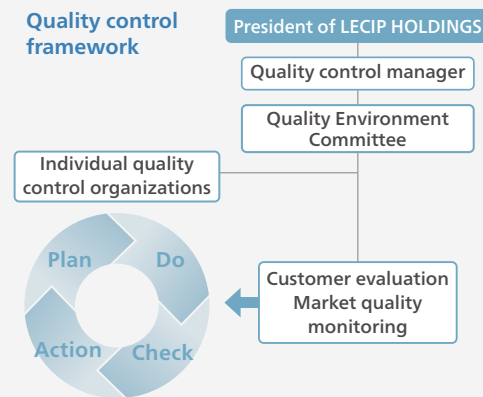 Quality control
framework
President of LECIP HOLDINGS
Quality control manager
Quality Environment
Committee
Individual quality
control organizations
Plan
Do
Action
Check
Customer evaluation
Market quality
monitoring